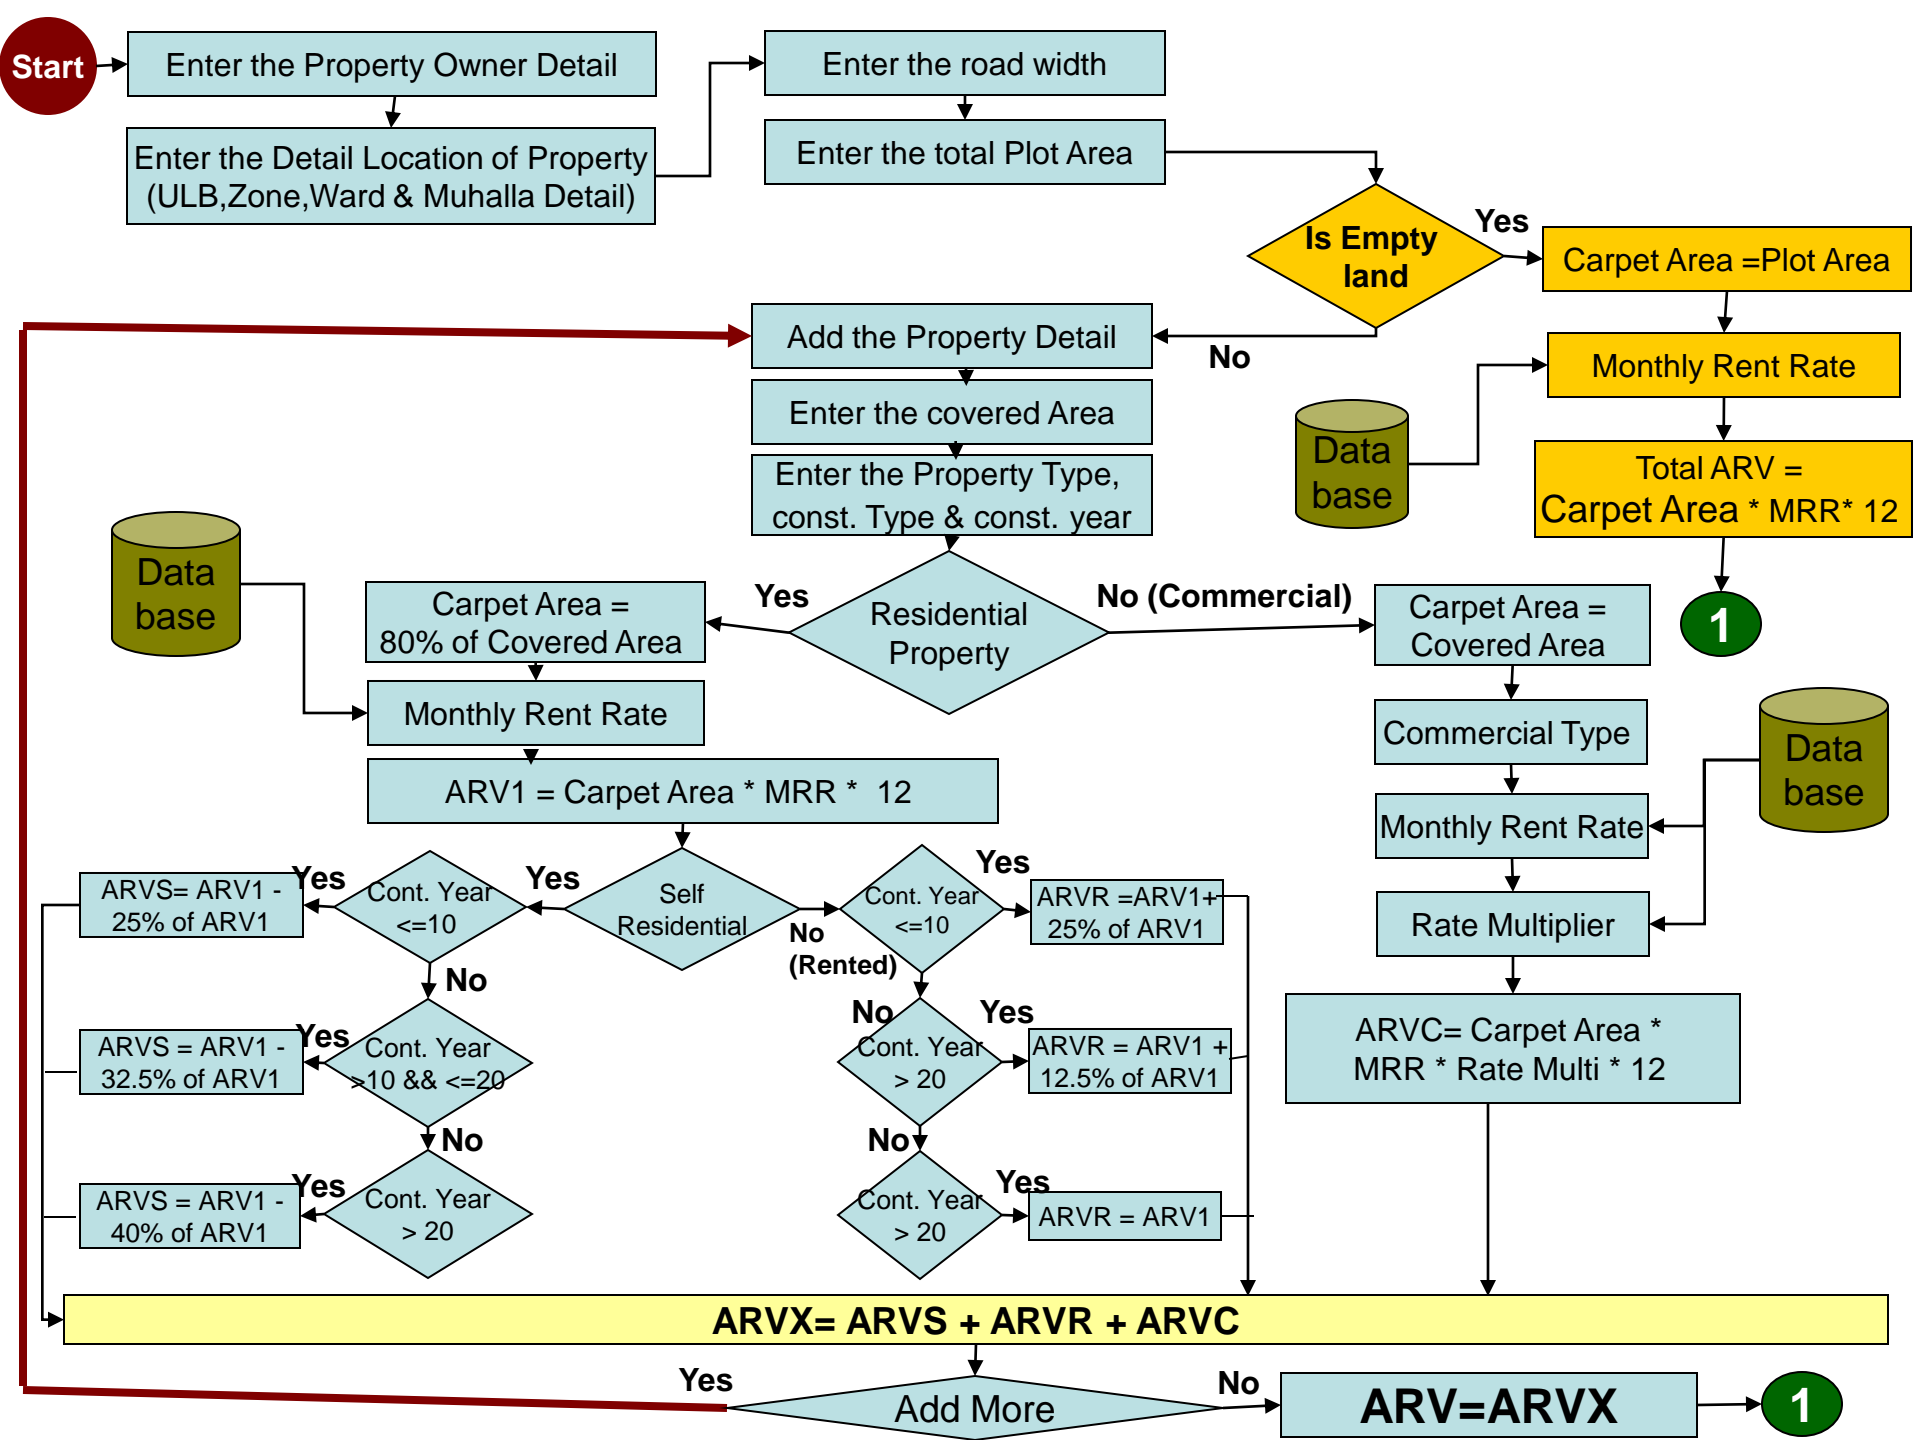 Start
Enter the Property Owner Detail
Enter the Detail Location of Property
(ULB,Zone,Ward & Muhalla Detail)
Enter the road width
Enter the total Plot Area
Is Empty
land
Yes
Carpet Area =Plot Area
No
Monthly Rent Rate
Data
base
Total ARV =
Carpet Area * MRR* 12
1
Add the Property Detail
Enter the covered Area
Enter the Property Type,
const. Type & const. year
Residential
Property
Yes
No (Commercial)
Data
base
Carpet Area =
80% of Covered Area
Monthly Rent Rate
ARV1 = Carpet Area * MRR * 12
Carpet Area =
Covered Area
Commercial Type
Monthly Rent Rate
Rate Multiplier
Data
base
ARVC= Carpet Area *
MRR * Rate Multi * 12
Self
Residential
Yes
No
(Rented)
Cont. Year
<=10
Yes
ARVS= ARV1 -
25% of ARV1
No
Cont. Year
>10 && <=20
Yes
ARVS = ARV1 -
32.5% of ARV1
No
Cont. Year
> 20
Yes
ARVS = ARV1 -
40% of ARV1
Cont. Year
<=10
Yes
ARVR =ARV1+
25% of ARV1
No
Cont. Year
> 20
Yes
ARVR = ARV1 +
12.5% of ARV1
No
Cont. Year
> 20
Yes
ARVR = ARV1
ARVX= ARVS + ARVR + ARVC
Yes
Add More
No
ARV=ARVX
1